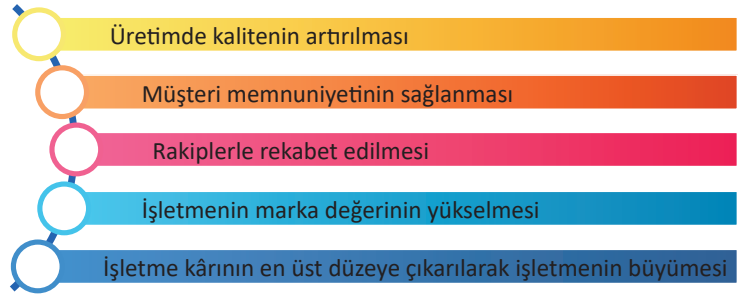 Üretimde kalitenin artırılması
Müşteri memnuniyetinin sağlanması
Rakiplerle rekabet edilmesi
İşletmenin marka değerinin yükselmesi
İşletme kârının en üst düzeye çıkarılarak işletmenin büyümesi